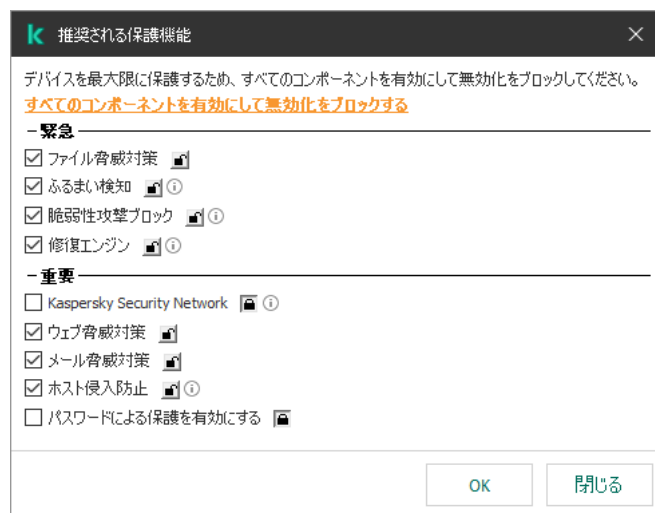 推奨される保護機能
デバイスを最大限に保護するため、すべてのコンポーネントを有効にして無効化をブロックしてください。
すべてのコンポーネントを有効にして無効化をブロックする
緊急
ファイル脅威対策
ふるまい検知
脆弱性攻撃ブロック
修復エンジン
重要
Kaspersky Security Network
ウェブ脅威対策
メール脅威対策
ホスト侵入防止
パスワードによる保護を有効にする
OK 閉じる